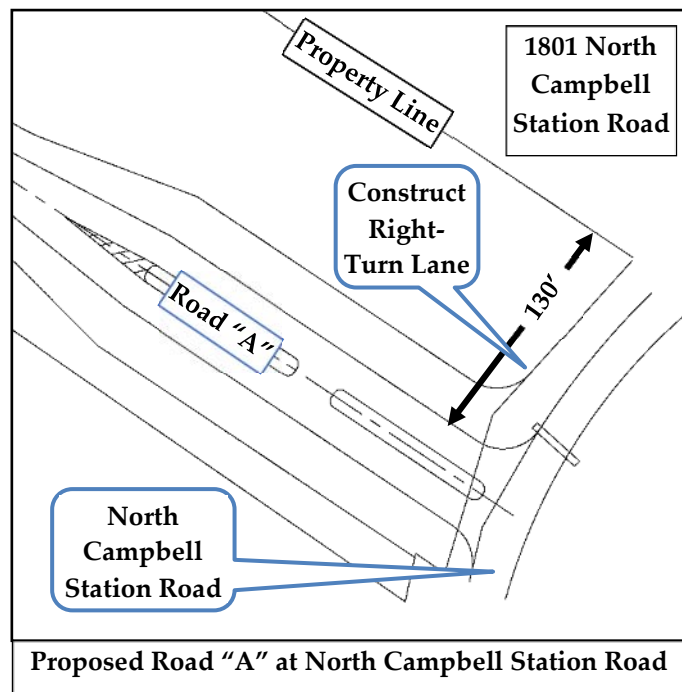 Property Line
1801 North
Campbell
Station Road
Construct
Right-
Turn Lane
130′
Road “A”
North
Campbell
Station Road
Proposed Road “A” at North Campbell Station Road